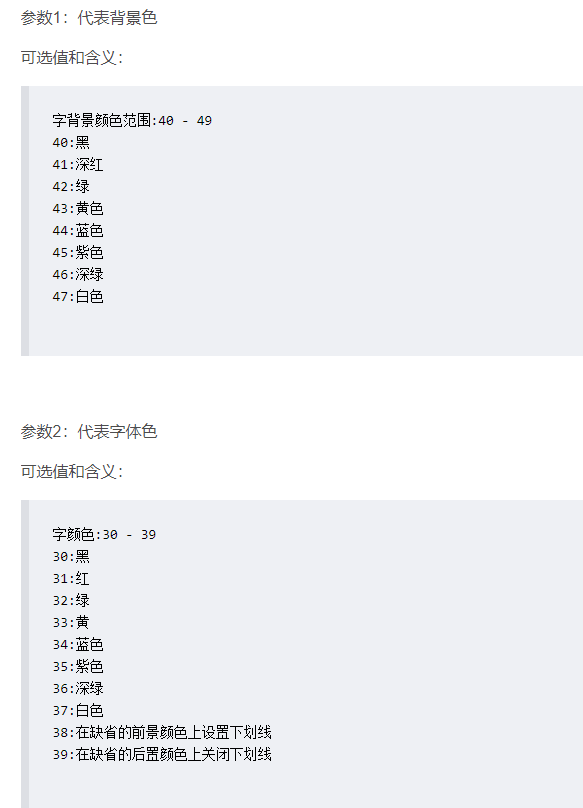 参数1：代表背景色
可选值和含义：
字背景颜色范围:40 - 49
40:黑
41:深红
42:绿
43:黄色
44:蓝色
45:紫色
46:深绿
47:白色
参数2：代表字体色
可选值和含义：
字颜色:30 - 39
30:黑
31:红
32:绿
33:黄
34:蓝色
35:紫色
36:深绿
37:白色
38:在缺省的前景颜色上设置下划线
39:在缺省的后置颜色上关闭下划线